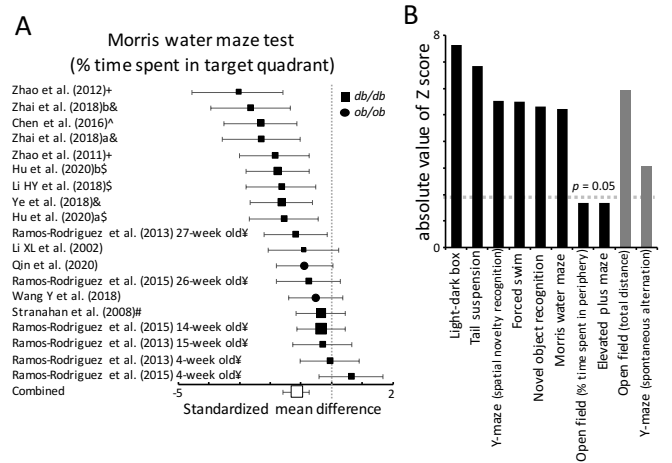 A
Morris water maze test
(% time spent in target quadrant)
db/db
ob/ob
Zhao et al. (2012)+
Zhai et al. (2018)b&
Chen et al. (2016)^
Zhai et al. (2018)a&
Zhao et al. (2011)+
Hu et al. (2020)b$
Li HY et al. (2018)$
Ye et al. (2018)&
Hu et al. (2020)a$
Ramos-Rodriguez et al. (2013) 27-week old¥
Li XL et al. (2002)
Qin et al. (2020)
Ramos-Rodriguez et al. (2015) 26-week old¥
Wang Y et al. (2018)
Stranahan et al. (2008)#
Ramos-Rodriguez et al. (2015) 14-week old¥
Ramos-Rodriguez et al. (2013) 15-week old¥
Ramos-Rodriguez et al. (2013) 4-week old¥
Ramos-Rodriguez et al. (2015) 4-week old¥
Combined
-5 2
Standardized mean difference
B
absolute value of Z score
8
0
p = 0.05
Light-dark box
Tail suspension
Y-maze (spatial novelty recognition)
Forced swim
Novel object recognition
Morris water maze
Open field (% time spent in periphery)
Elevated plus maze
Open field (total distance)
Y-maze (spontaneous alternation)